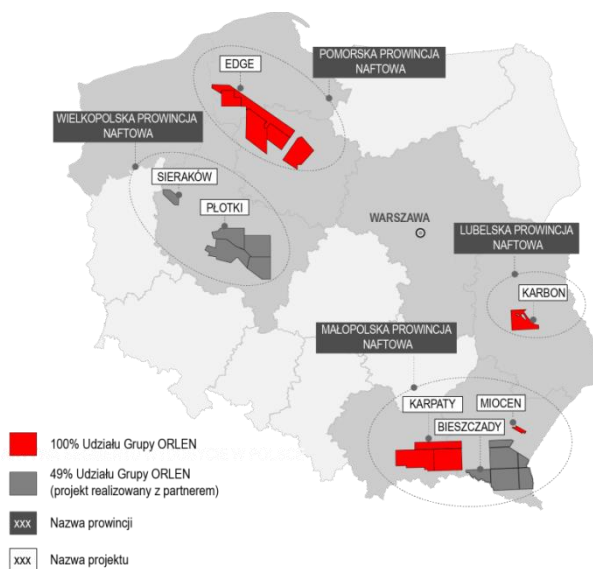 POMORSKA PROWINCJA
NAFTOWA
EDGE
WIELKOPOLSKA PROWINCJA
NAFTOWA
SIERAKÓW
PŁOTKI
WARSZAWA
LUBELSKA PROWINCJA
NAFTOWA
KARBON
MAŁOPOLSKA PROWINCJA
NAFTOWA
KARPATY
MIOCEN
BIESZCZADY
100% Udziału Grupy ORLEN
49% Udziału Grupy ORLEN
(projekt realizowany z partnerem)
xxx Nazwa prowincji
xxx Nazwa projektu